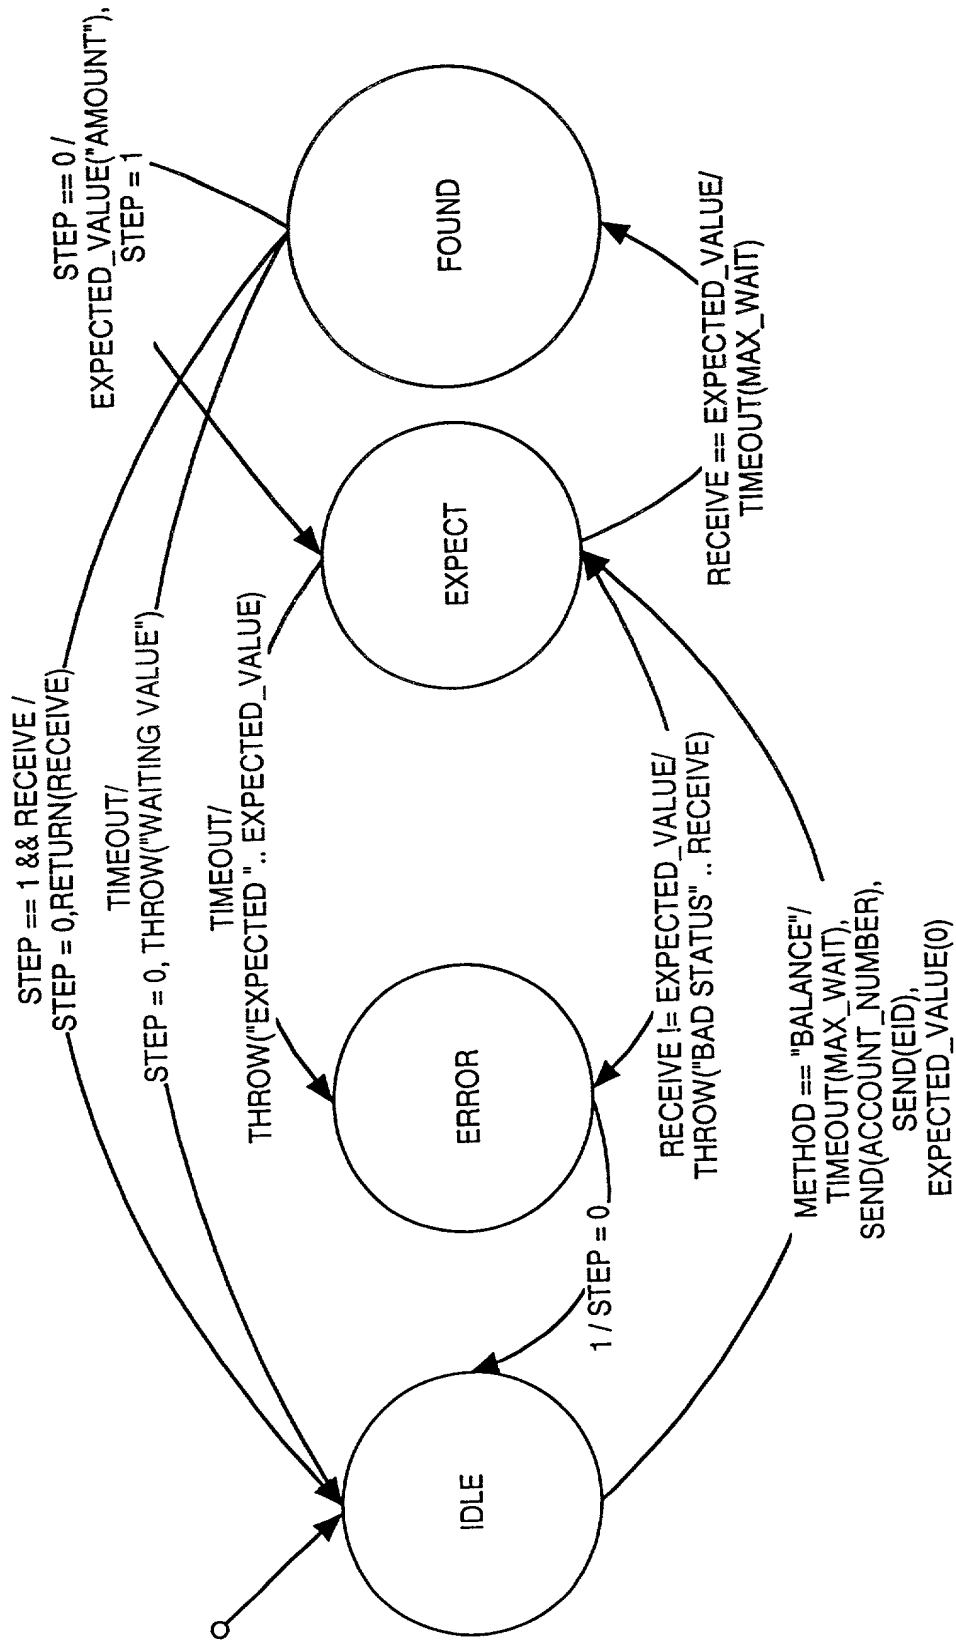 STEP == 1 && RECEIVE /
STEP = 0,RETURN(RECEIVE)
TIMEOUT/
STEP = 0, THROW("WAITING VALUE")
TIMEOUT/
THROW("EXPECTED ".. EXPECTED_VALUE)
STEP == 0 /
EXPECTED_VALUE("AMOUNT"),
STEP = 1
IDLE
ERROR
EXPECT
FOUND
1 / STEP = 0
RECEIVE != EXPECTED_VALUE/
THROW("BAD STATUS" ..RECEIVE)
RECEIVE == EXPECTED_VALUE/
TIMEOUT(MAX_WAIT)
METHOD == "BALANCE"/
TIMEOUT(MAX_WAIT),
SEND(ACCOUNT_NUMBER),
SEND(EID),
EXPECTED_VALUE(0)